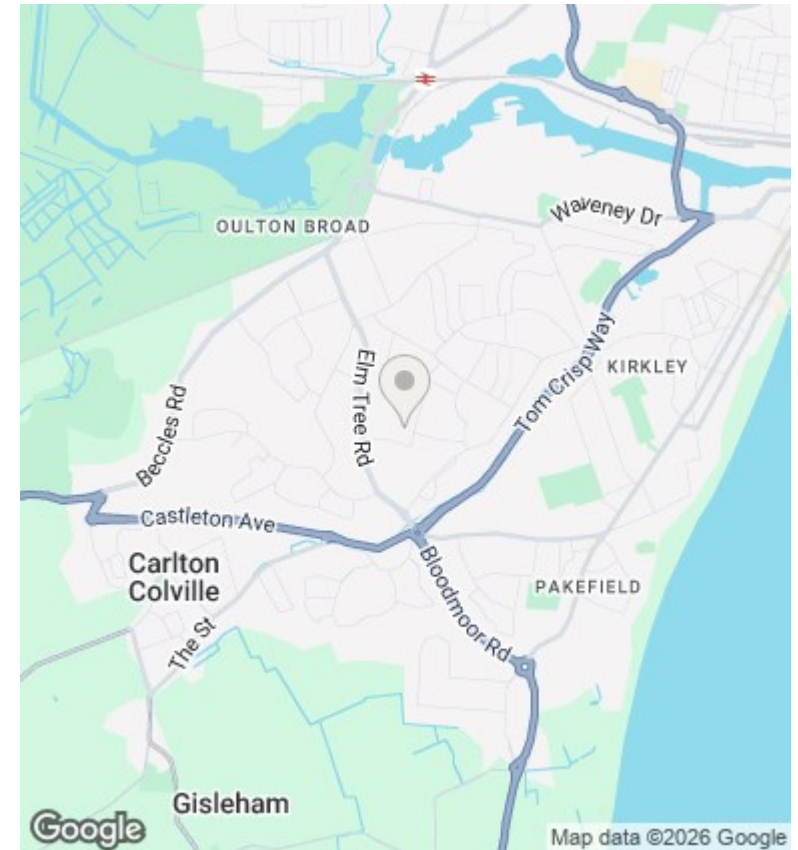 OULTON BROAD
Waveney Dr
Elm Tree Rd
Tom Crisp Way
KIRKLEY
Beccles Rd
Castleton Ave
Carlton
Colville
Bloodmoor Rd
PAKEFIELD
The St
Gisleham
Google
Map data ©2026 Google